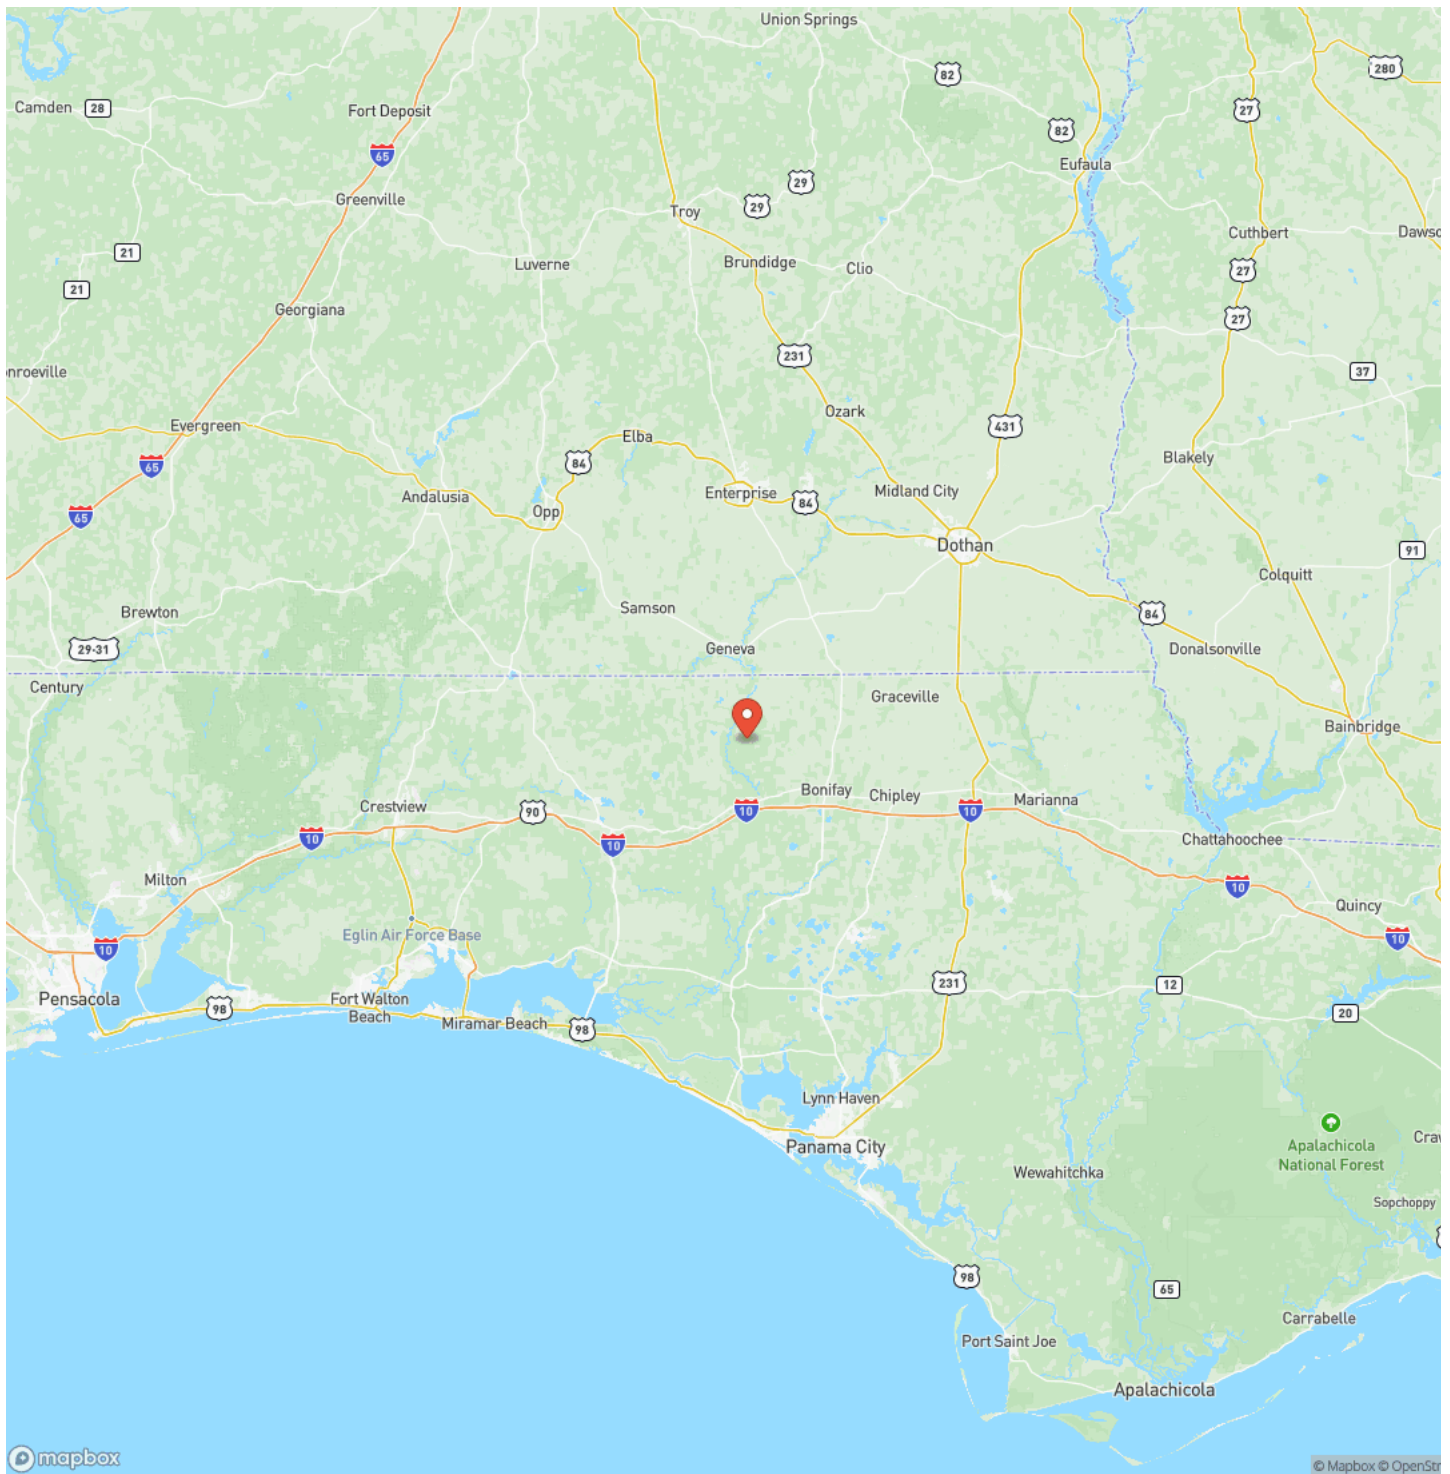 Union Springs
82
280
Camden
28
Fort Deposit
27
82
65
Eufaula
29
Greenville
29
Troy
Cuthbert
Dawso
21
Brundidge
Clio
Luverne
27
21
Georgiana
27
231
nroeville
37
Ozark
Evergreen
431
Elba
Blakely
84
65
Enterprise
Midland City
Andalusia
84
Opp
65
Dothan
91
Colquitt
Samson
Brewton
84
29-31
Geneva
Donalsonville
Century
Graceville
Bainbridge
Bonifay
Chipley
Marianna
Crestview
90
10
10
10
10
Chattahoochee
Milton
10
Quincy
Eglin Air Force Base
10
10
Pensacola
Fort Walton
Beach
98
231
12
20
Miramar Beach
98
Lynn Haven
Panama City
Apalachicola
National Forest
Craw
Wewahitchka
Sopchoppy
98
65
Carrabelle
Port Saint Joe
Apalachicola
mapbox
© Mapbox © OpenStr